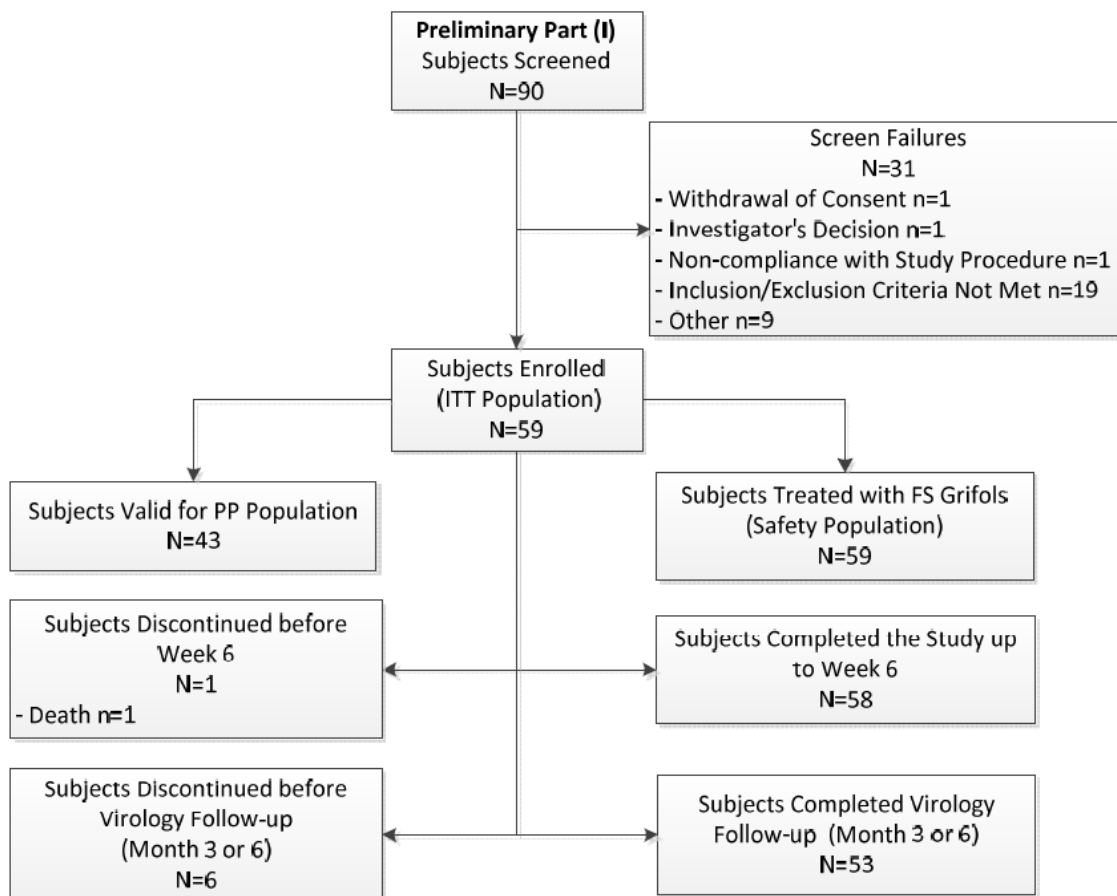 Preliminary Part (I)
Subjects Screened
N=90
Screen Failures
N=31
- Withdrawal of Consent n=1
- Investigator's Decision n=1
- Non-compliance with Study Procedure n=1
- Inclusion/Exclusion Criteria Not Met n=19
- Other n=9
Subjects Enrolled
(ITT Population)
N=59
Subjects Valid for PP Population
N=43
Subjects Treated with FS Grifols
(Safety Population)
N=59
Subjects Discontinued before
Week 6
N=1
- Death n=1
Subjects Completed the Study up
to Week 6
N=58
Subjects Discontinued before
Virology Follow-up
(Month 3 or 6)
N=6
Subjects Completed Virology
Follow-up (Month 3 or 6)
N=53